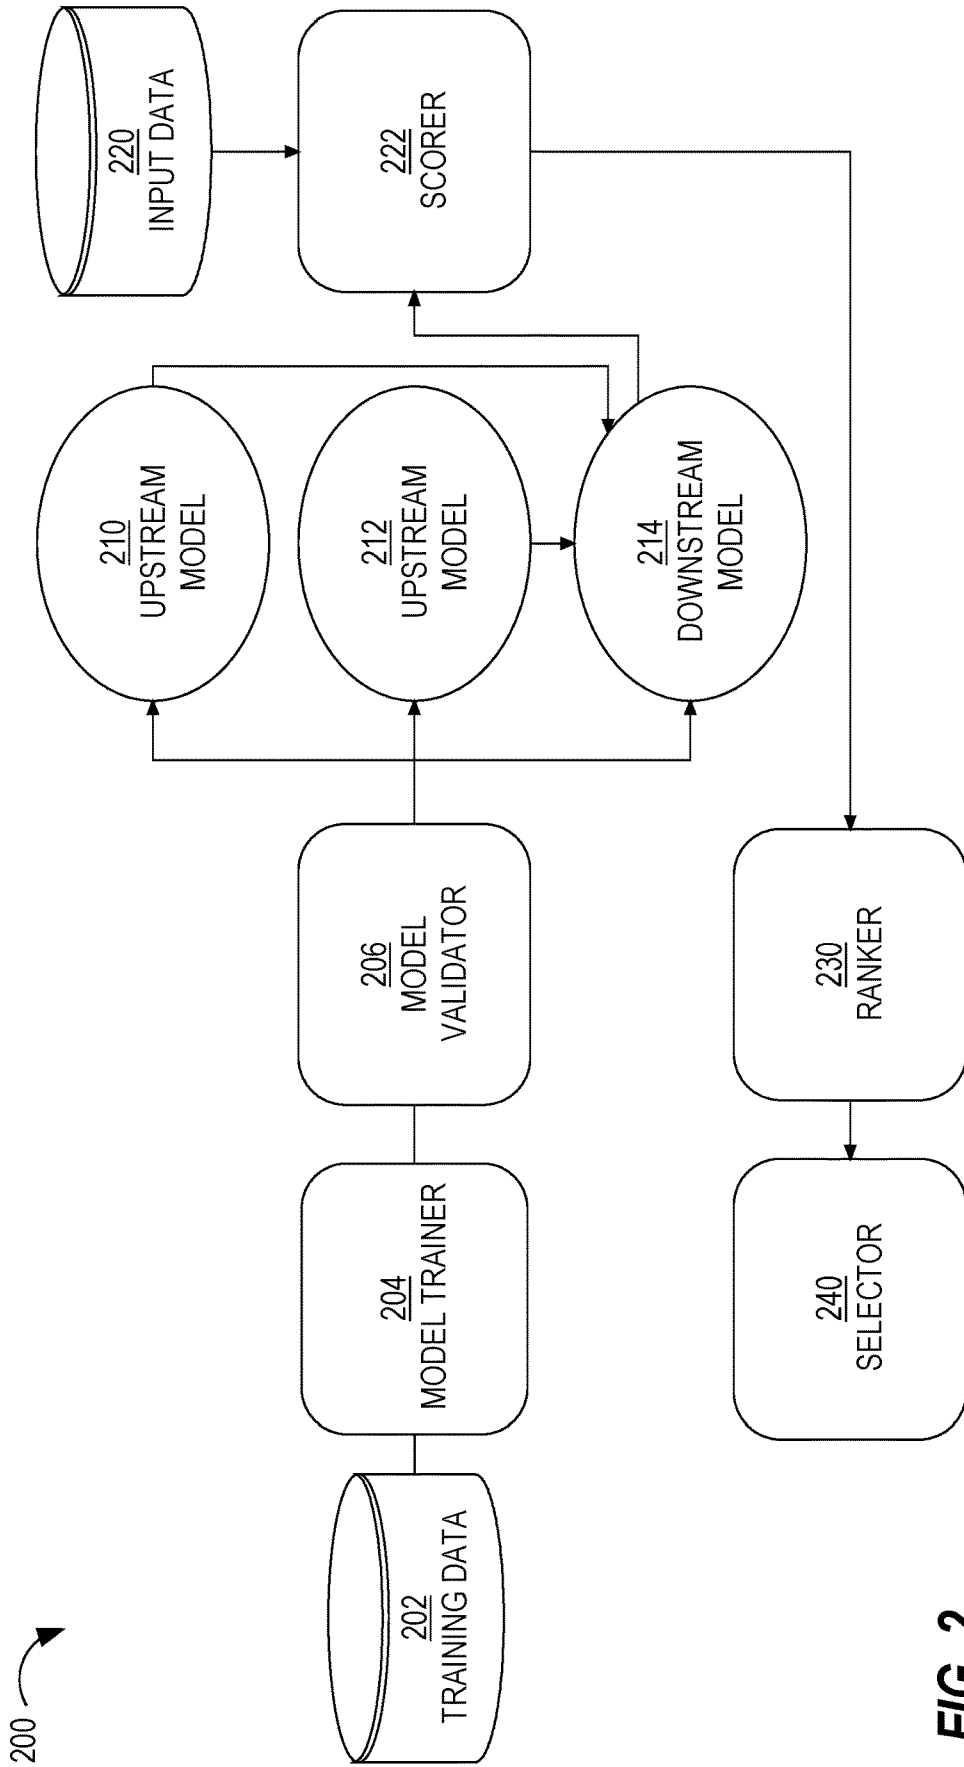 200
202
TRAINING DATA
204
MODEL TRAINER
206
MODEL
VALIDATOR
210
UPSTREAM
MODEL
212
UPSTREAM
MODEL
214
DOWNSTREAM
MODEL
220
INPUT DATA
222
SCORER
240
SELECTOR
230
RANKER
FIG. 2